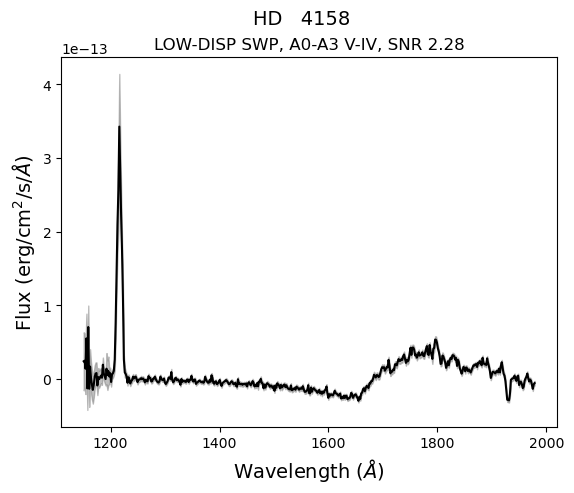 HD   4158
LOW-DISP SWP, A0-A3 V-IV, SNR 2.28
1e−13
4
3
2
1
0
Flux (erg/cm²/s/Å)
1200
1400
1600
1800
2000
Wavelength (Å)